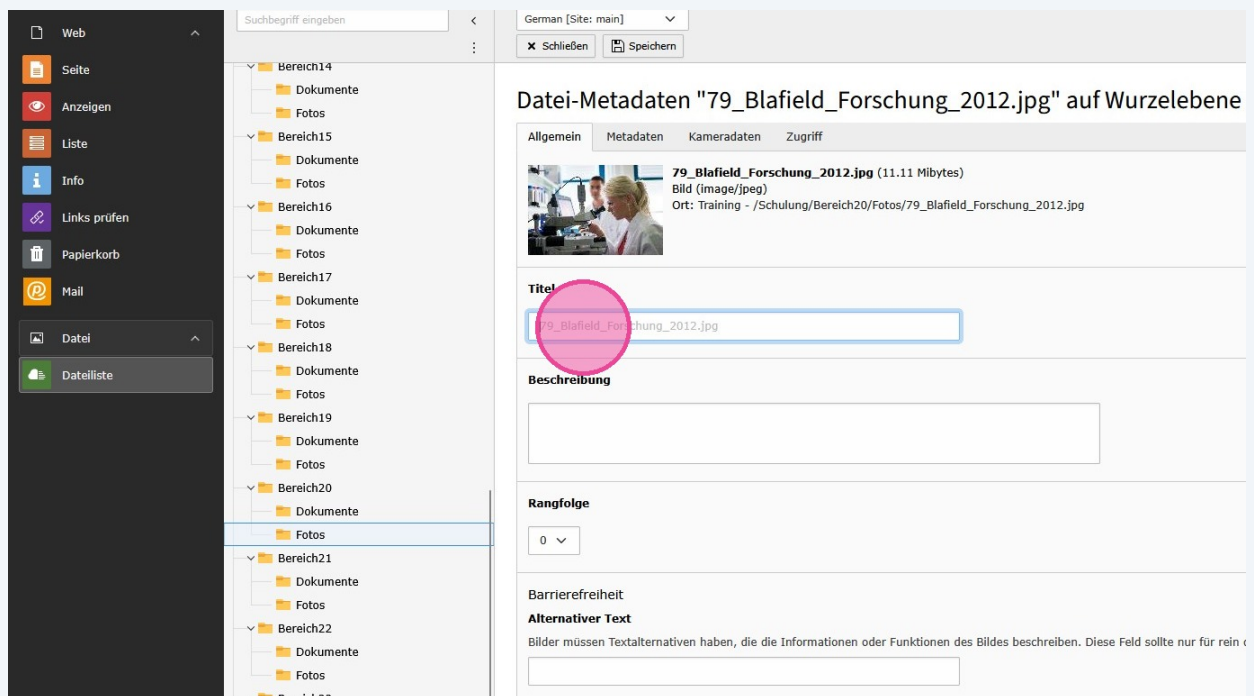 Web
Seite
Anzeigen
Liste
Info
Links prüfen
Papierkorb
Mail
Datei
Dateiliste
Suchbegriff eingeben
Bereich14
Dokumente
Fotos
Bereich15
Dokumente
Fotos
Bereich16
Dokumente
Fotos
Bereich17
Dokumente
Fotos
Bereich18
Dokumente
Fotos
Bereich19
Dokumente
Fotos
Bereich20
Dokumente
Fotos
Bereich21
Dokumente
Fotos
Bereich22
Dokumente
Fotos
German [Site: main]
Schließen Speichern
Datei-Metadaten "79_Blafield_Forschung_2012.jpg" auf Wurzelebene
Allgemein Metadaten Kameradaten Zugriff
79_Blafield_Forschung_2012.jpg (11.11 Mibytes)
Bild (image/jpeg)
Ort: Training - /Schulung/Bereich20/Fotos/79_Blafield_Forschung_2012.jpg
Titel
79_Blafield_Forschung_2012.jpg
Beschreibung
Rangfolge
0
Barrierefreiheit
Alternativer Text
Bilder müssen Textalternativen haben, die die Informationen oder Funktionen des Bildes beschreiben. Diese Feld sollte nur für rein